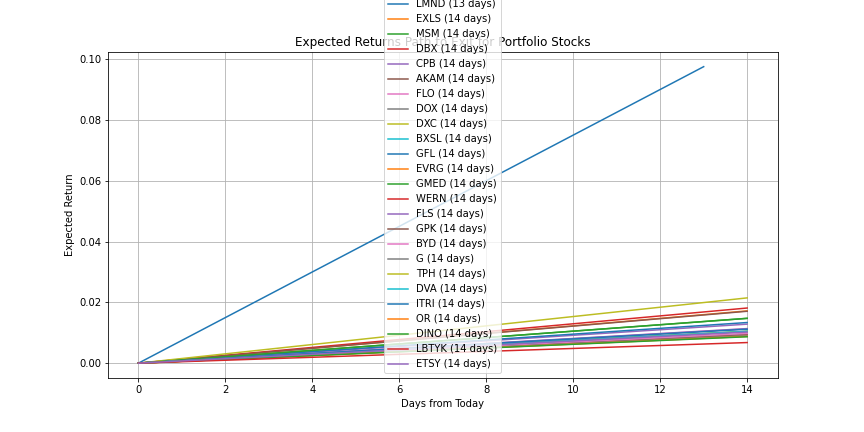 LMND (13 days)
EXLS (14 days)
MSM (14 days)
Expected Returns Path to Exit for Portfolio Stocks
DBX (14 days)
CPB (14 days)
AKAM (14 days)
FLO (14 days)
DOX (14 days)
DXC (14 days)
BXSL (14 days)
GFL (14 days)
EVRG (14 days)
GMED (14 days)
WERN (14 days)
FLS (14 days)
GPK (14 days)
BYD (14 days)
G (14 days)
TPH (14 days)
DVA (14 days)
ITRI (14 days)
OR (14 days)
DINO (14 days)
LBTYK (14 days)
ETSY (14 days)
Expected Return
0.10
0.08
0.06
0.04
0.02
0.00
0 2 4 6 8 10 12 14
Days from Today